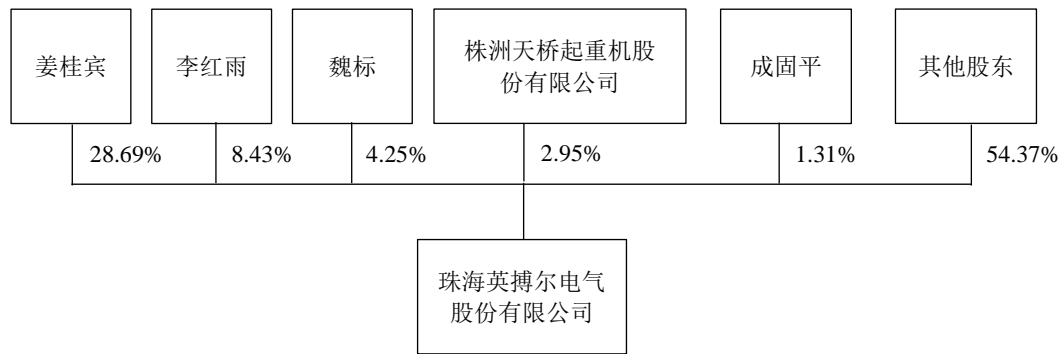 姜桂宾
李红雨
魏标
株洲天桥起重机股
份有限公司
成固平
其他股东
28.69%
8.43%
4.25%
2.95%
1.31%
54.37%
珠海英搏尔电气
股份有限公司